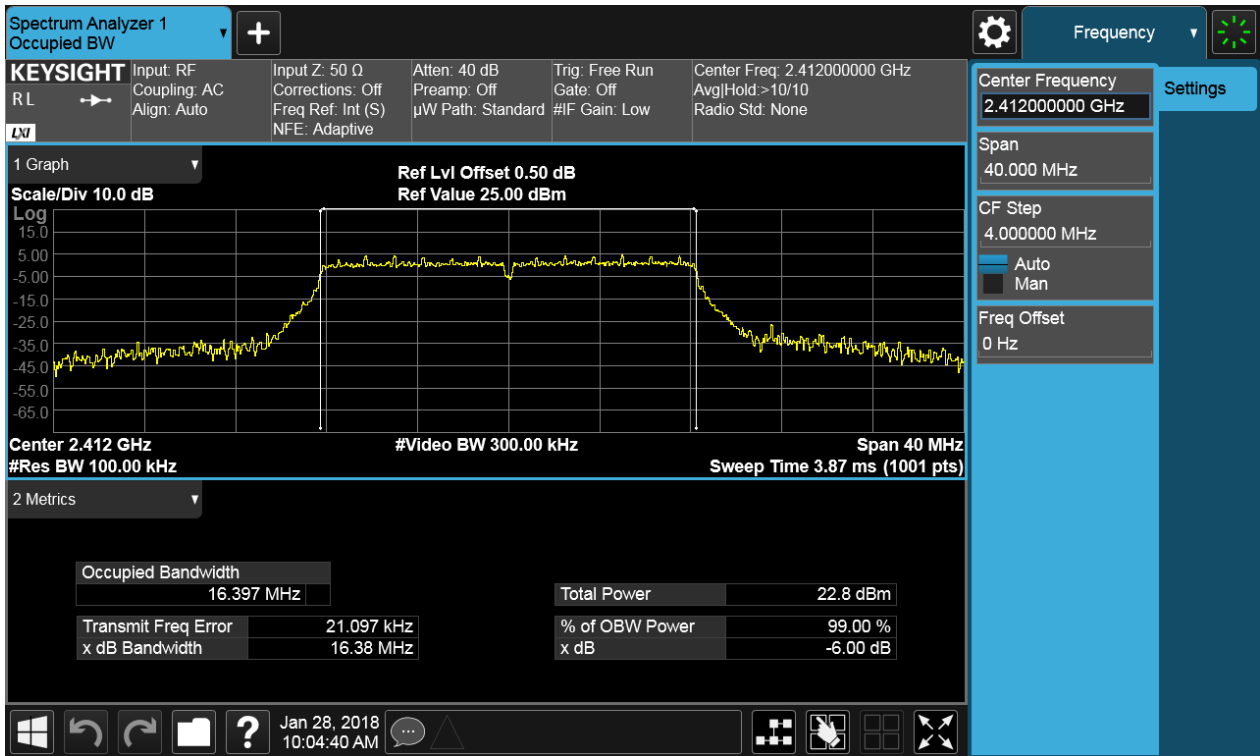 Spectrum Analyzer 1
Occupied BW
+
Frequency
KEYSIGHT
R L
LXI
Input: RF
Coupling: AC
Align: Auto
Input Z: 50 Ω
Corrections: Off
Freq Ref: Int (S)
NFE: Adaptive
Atten: 40 dB
Preamp: Off
µW Path: Standard
Trig: Free Run
Gate: Off
#IF Gain: Low
Center Freq: 2.412000000 GHz
Avg|Hold:>10/10
Radio Std: None
Center Frequency
2.412000000 GHz
Settings
Span
40.000 MHz
CF Step
4.000000 MHz
Auto
Man
Freq Offset
0 Hz
1 Graph
Ref Lvl Offset 0.50 dB
Scale/Div 10.0 dB
Ref Value 25.00 dBm
Log
15.0
5.00
-5.00
-15.0
-25.0
-35.0
-45.0
-55.0
-65.0
Center 2.412 GHz
#Video BW 300.00 kHz
Span 40 MHz
#Res BW 100.00 kHz
Sweep Time 3.87 ms (1001 pts)
2 Metrics
Occupied Bandwidth
16.397 MHz
Total Power 22.8 dBm
Transmit Freq Error 21.097 kHz
% of OBW Power 99.00 %
x dB Bandwidth 16.38 MHz
x dB -6.00 dB
?
Jan 28, 2018
10:04:40 AM